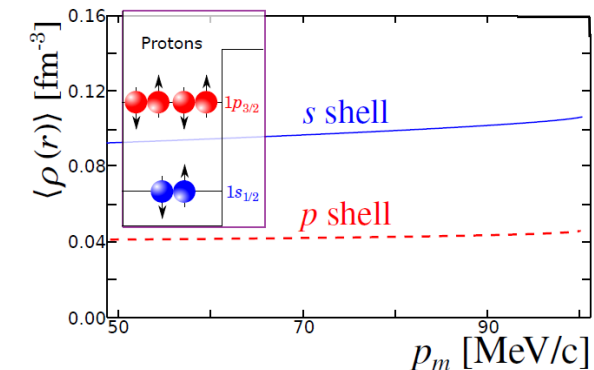 ⟨ρ(r)⟩ [fm⁻³]
0.16
0.12
0.08
0.04
0.00
Protons
1p₃/₂
1s₁/₂
s shell
p shell
50
70
90
pₘ [MeV/c]